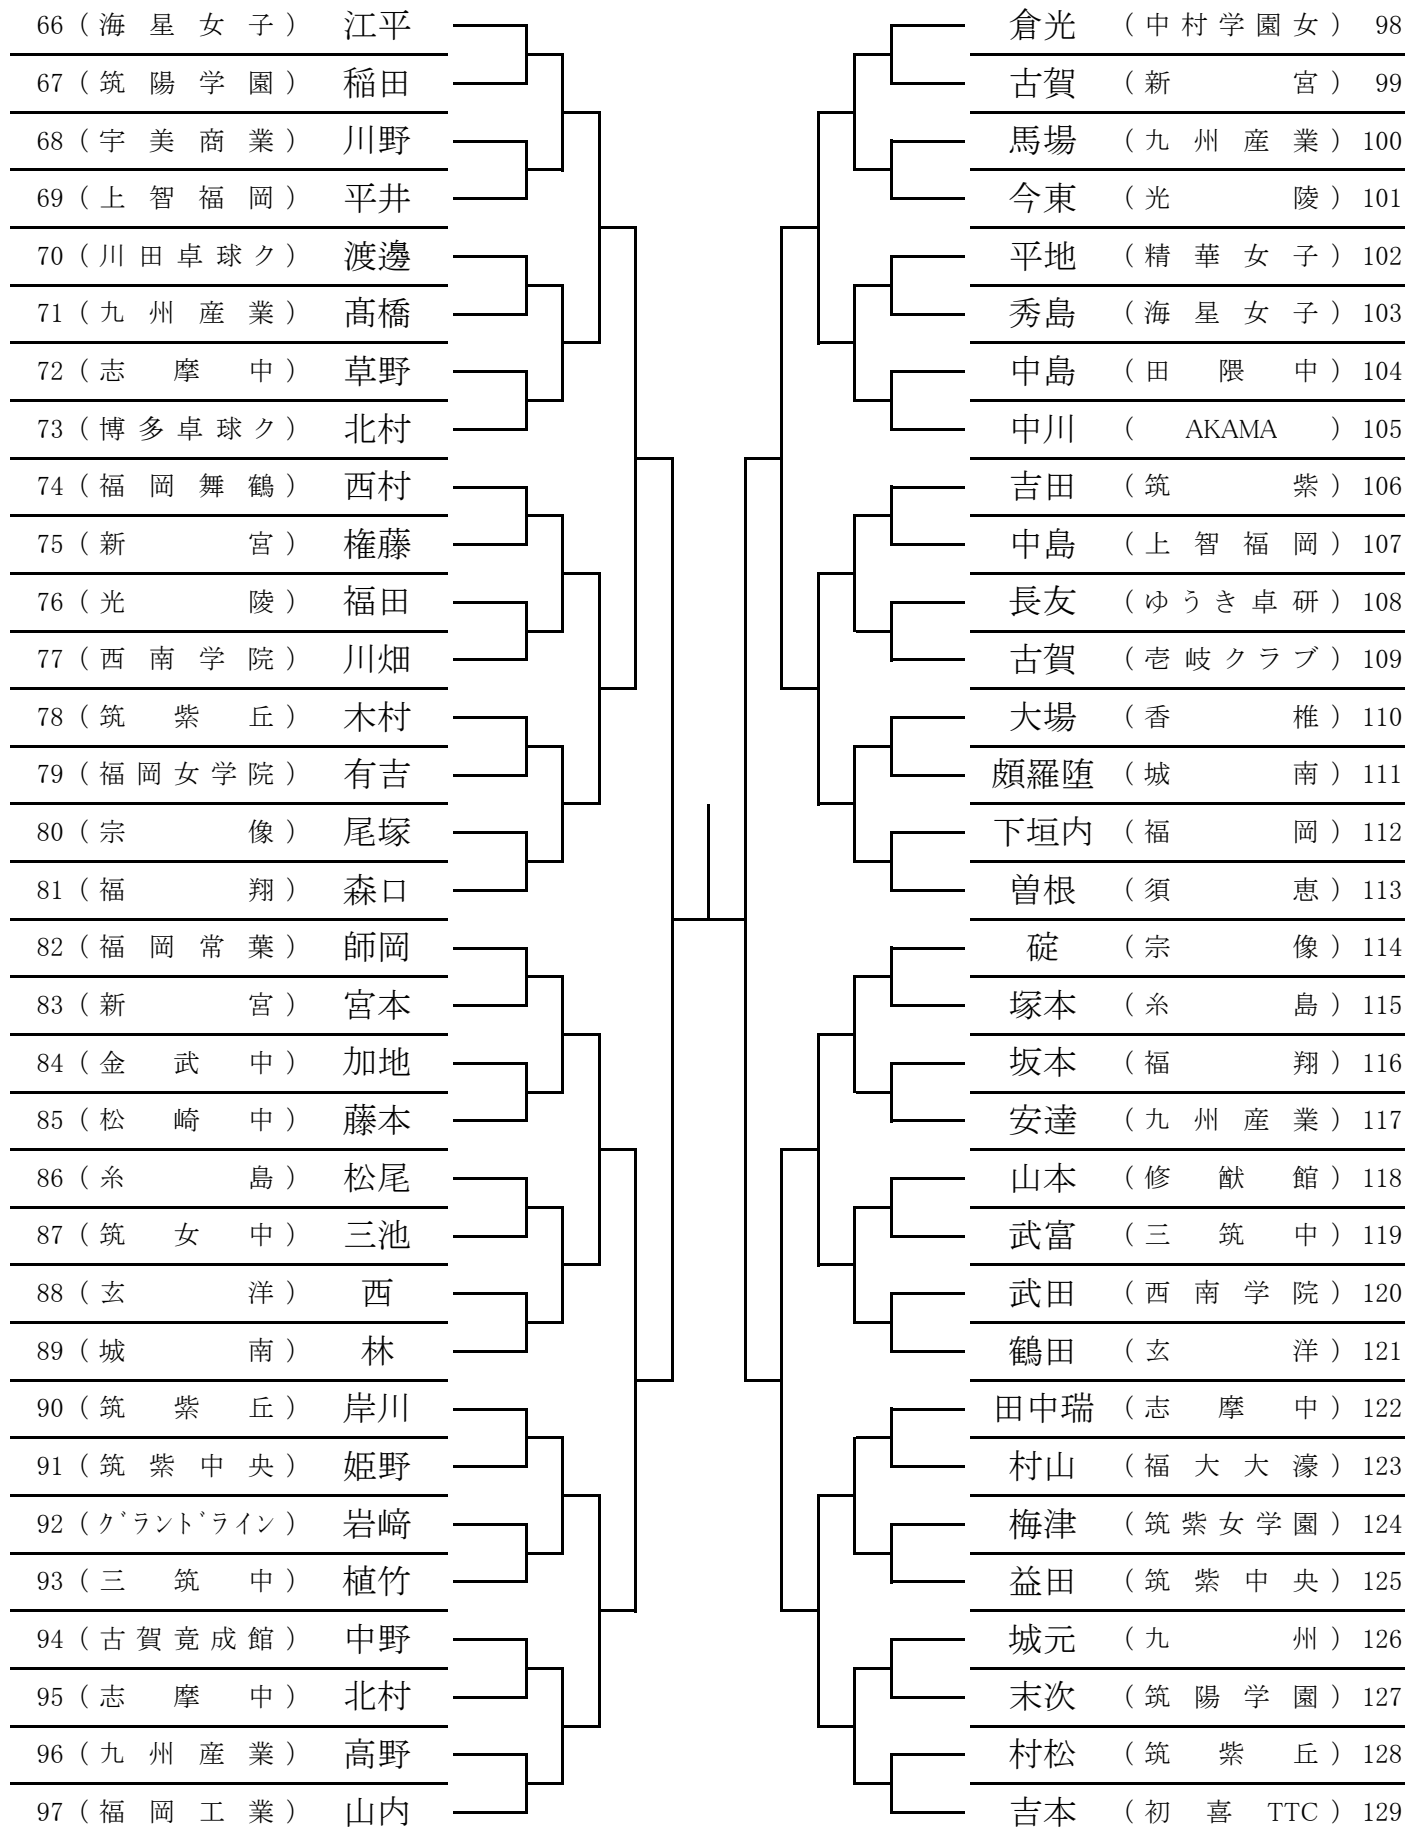 66 (海星女子) 江平
67 (筑陽学園) 稲田
68 (宇美商業) 川野
69 (上智福岡) 平井
70 (川田卓球ク) 渡邊
71 (九州産業) 髙橋
72 (志摩中) 草野
73 (博多卓球ク) 北村
74 (福岡舞鶴) 西村
75 (新宮) 権藤
76 (光陵) 福田
77 (西南学院) 川畑
78 (筑紫丘) 木村
79 (福岡女学院) 有吉
80 (宗像) 尾塚
81 (福翔) 森口
82 (福岡常葉) 師岡
83 (新宮) 宮本
84 (金武中) 加地
85 (松崎中) 藤本
86 (糸島) 松尾
87 (筑女中) 三池
88 (玄洋) 西
89 (城南) 林
90 (筑紫丘) 岸川
91 (筑紫中央) 姫野
92 (グランドライン) 岩﨑
93 (三筑中) 植竹
94 (古賀竟成館) 中野
95 (志摩中) 北村
96 (九州産業) 高野
97 (福岡工業) 山内
倉光 (中村学園女) 98
古賀 (新宮) 99
馬場 (九州産業) 100
今東 (光陵) 101
平地 (精華女子) 102
秀島 (海星女子) 103
中島 (田隈中) 104
中川 (AKAMA) 105
吉田 (筑紫) 106
中島 (上智福岡) 107
長友 (ゆうき卓研) 108
古賀 (壱岐クラブ) 109
大場 (香椎) 110
頗羅堕 (城南) 111
下垣内 (福岡) 112
曽根 (須恵) 113
碇 (宗像) 114
塚本 (糸島) 115
坂本 (福翔) 116
安達 (九州産業) 117
山本 (修猷館) 118
武富 (三筑中) 119
武田 (西南学院) 120
鶴田 (玄洋) 121
田中瑞 (志摩中) 122
村山 (福大大濠) 123
梅津 (筑紫女学園) 124
益田 (筑紫中央) 125
城元 (九州) 126
末次 (筑陽学園) 127
村松 (筑紫丘) 128
吉本 (初喜TTC) 129